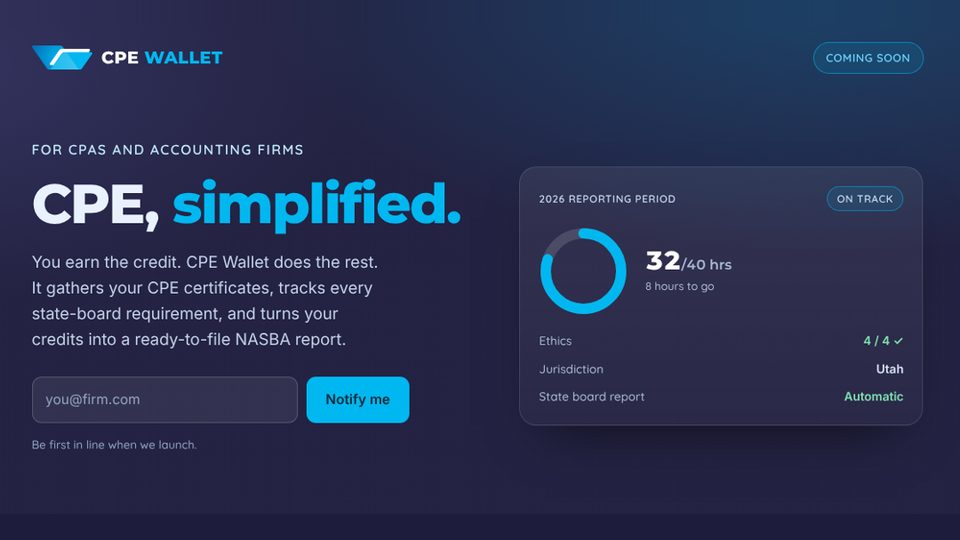 CPE WALLET
COMING SOON
FOR CPAS AND ACCOUNTING FIRMS
CPE, simplified.
You earn the credit. CPE Wallet does the rest.
It gathers your CPE certificates, tracks every
state-board requirement, and turns your
credits into a ready-to-file NASBA report.
you@firm.com
Notify me
Be first in line when we launch.
2026 REPORTING PERIOD
ON TRACK
32/40 hrs
8 hours to go
Ethics
4 / 4 ✓
Jurisdiction
Utah
State board report
Automatic